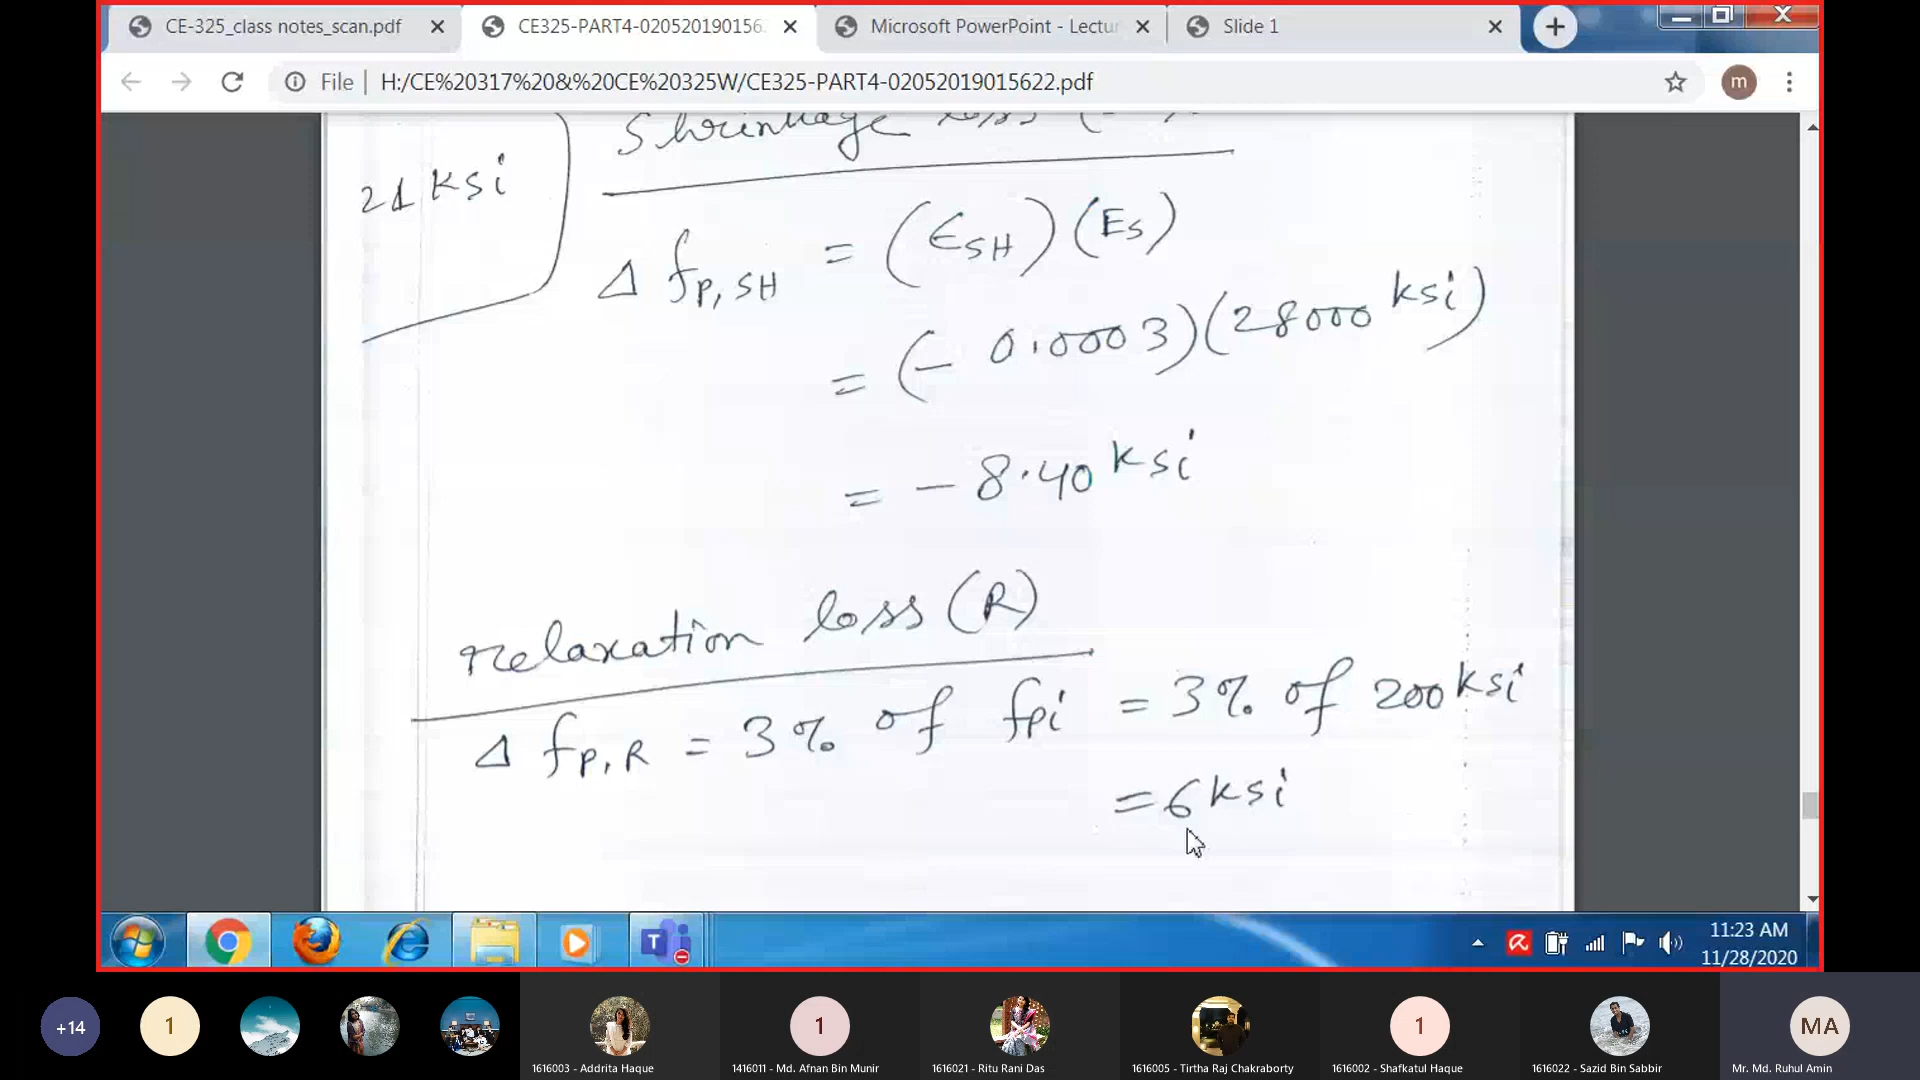 CE-325_class notes_scan.pdf
CE325-PART4-0205201901562
Microsoft PowerPoint - Lectur
Slide 1
File | H:/CE%20317%20&%20CE%20325W/CE325-PART4-02052019015622.pdf
m
Shrinkage loss
21 ksi
Δ fp,SH = (ϵSH)(Es)
= (- 0.0003)(28000 ksi)
= - 8.40 ksi
relaxation loss (R)
Δ fp,R = 3% of fpi = 3% of 200 ksi
= 6 ksi
11:23 AM
11/28/2020
+14
1
1616003 - Addrita Haque
1
1416011 - Md. Afnan Bin Munir
1616021 - Ritu Rani Das
1616005 - Tirtha Raj Chakraborty
1
1616002 - Shafkatul Haque
1616022 - Sazid Bin Sabbir
MA
Mr. Md. Ruhul Amin